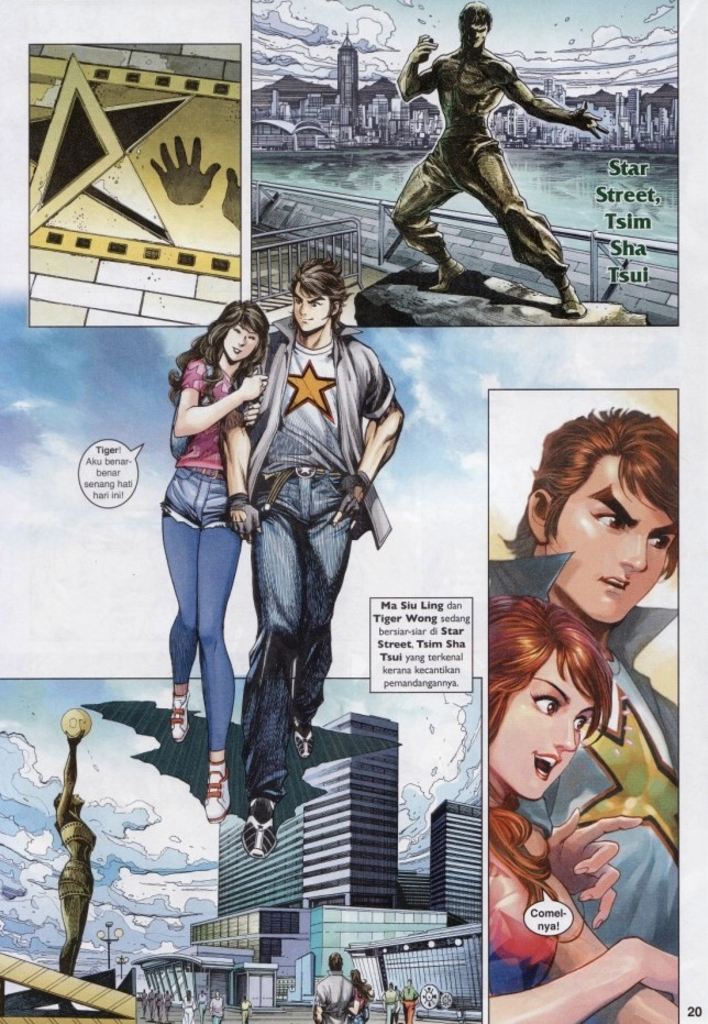 Star
Street,
Tsim
Sha
Tsui
Tiger!
Aku benar-
benar
senang hati
hari ini!
Ma Siu Ling dan
Tiger Wong sedang
bersiar-siar di Star
Street, Tsim Sha
Tsui yang terkenal
kerana kecantikan
pemandangannya.
Comel-
nya!
20